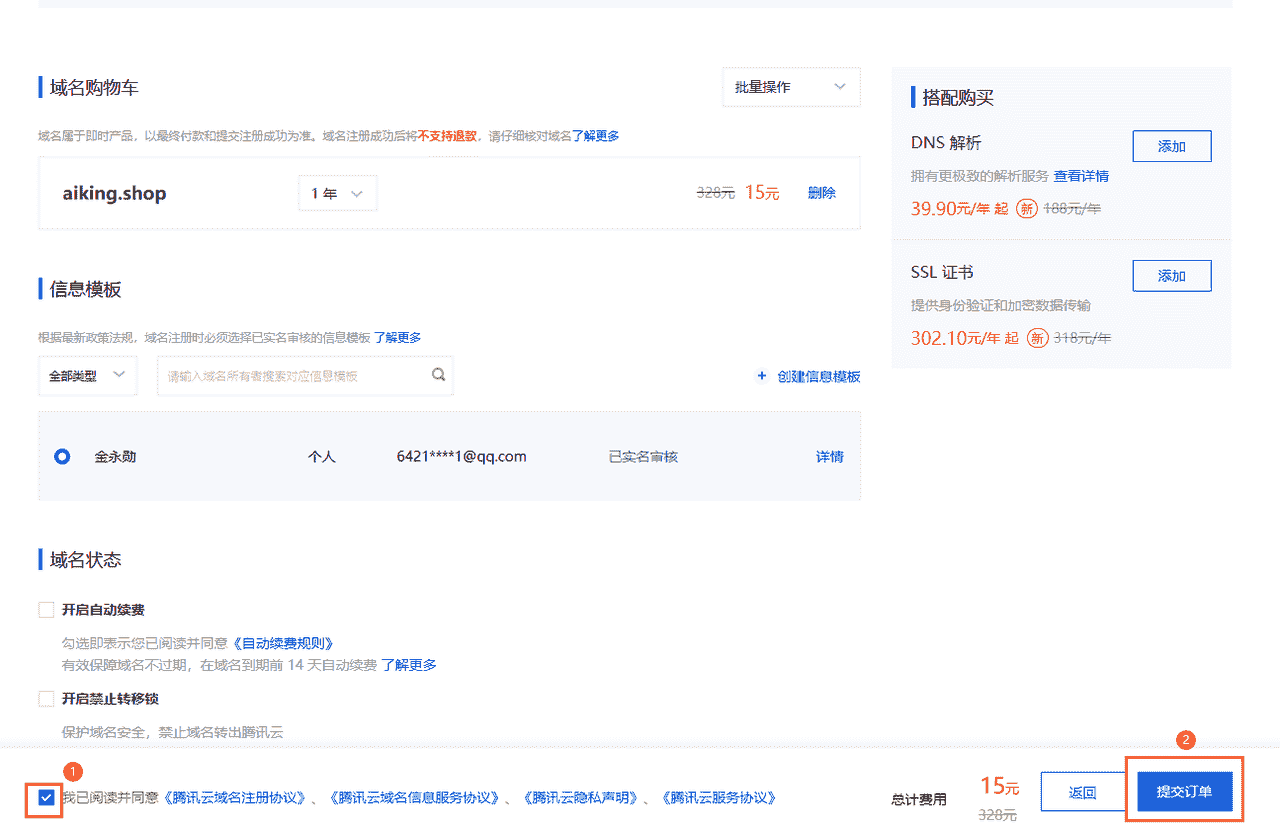 域名购物车
批量操作
域名属于即时产品，以最终付款和提交注册成功为准。域名注册成功后将不支持退款，请仔细核对域名了解更多
aiking.shop
1 年
328元 15元
删除
信息模板
根据最新政策法规，域名注册时必须选择已实名审核的信息模板 了解更多
全部类型
请输入域名所有者搜索对应信息模板
+ 创建信息模板
金永勋
个人
6421****1@qq.com
已实名审核
详情
域名状态
开启自动续费
勾选即表示您已阅读并同意《自动续费规则》
有效保障域名不过期，在域名到期前 14 天自动续费 了解更多
开启禁止转移锁
保护域名安全，禁止域名转出腾讯云
搭配购买
DNS 解析
添加
拥有更极致的解析服务 查看详情
39.90元/年 起 新 188元/年
SSL 证书
添加
提供身份验证和加密数据传输
302.10元/年 起 新 318元/年
1
我已阅读并同意《腾讯云域名注册协议》、《腾讯云域名信息服务协议》、《腾讯云隐私声明》、《腾讯云服务协议》
总计费用
15元
328元
返回
2
提交订单